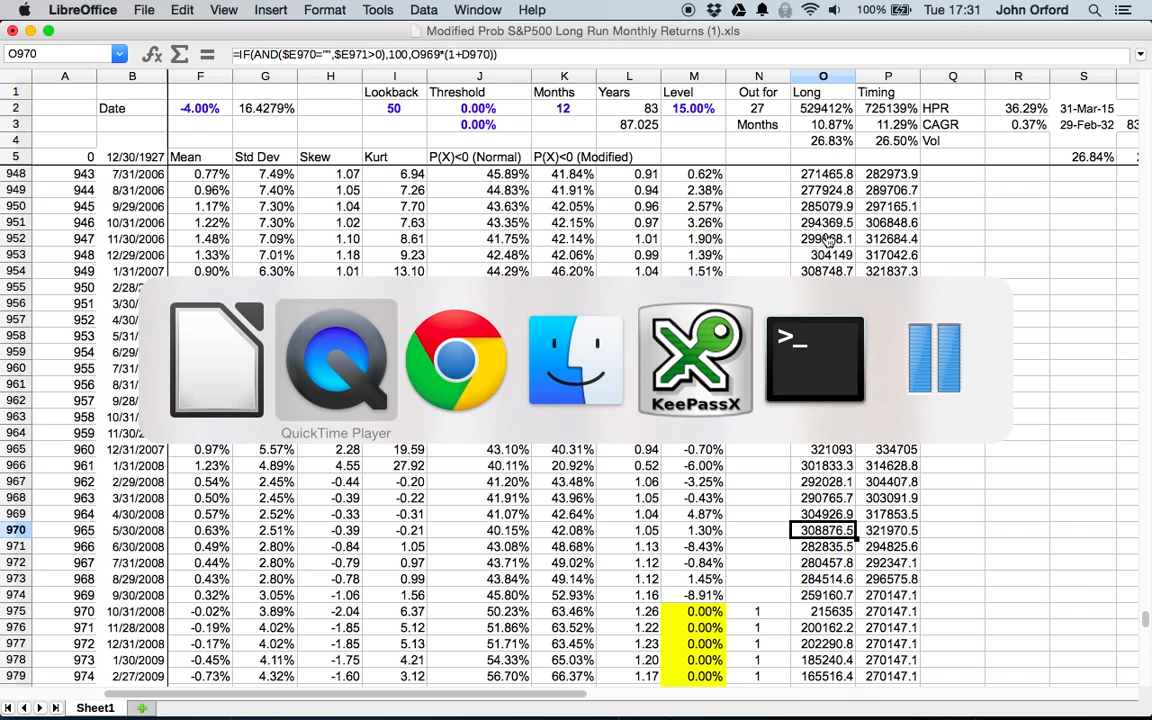 LibreOffice File Edit View Insert Format Tools Data Window Help 100% Tue 17:31 John Orford
Modified Prob S&P500 Long Run Monthly Returns (1).xls
O970 =IF(AND($E970="",$E971>0),100,O969*(1+D970))
A B F G H I J K L M N O P Q R S
1 Lookback Threshold Months Years Level Out for Long Timing
2 Date -4.00% 16.4279% 50 0.00% 12 83 15.00% 27 529412% 725139% HPR 36.29% 31-Mar-15
3 0.00% 87.025 Months 10.87% 11.29% CAGR 0.37% 29-Feb-32 83
4 26.83% 26.50% Vol
5 0 12/30/1927 Mean Std Dev Skew Kurt P(X)<0 (Normal) P(X)<0 (Modified) 26.84%
948 943 7/31/2006 0.77% 7.49% 1.07 6.94 45.89% 41.84% 0.91 0.62% 271465.8 282973.9
949 944 8/31/2006 0.96% 7.40% 1.05 7.26 44.83% 41.91% 0.94 2.38% 277924.8 289706.7
950 945 9/29/2006 1.17% 7.30% 1.04 7.70 43.63% 42.05% 0.96 2.57% 285079.9 297165.1
951 946 10/31/2006 1.22% 7.30% 1.02 7.63 43.35% 42.15% 0.97 3.26% 294369.5 306848.6
952 947 11/30/2006 1.48% 7.09% 1.10 8.61 41.75% 42.14% 1.01 1.90% 312684.4
953 948 12/29/2006 1.33% 7.01% 1.18 9.23 42.48% 42.06% 0.99 1.39% 304149 317042.6
954 949 1/31/2007 0.90% 6.30% 1.01 13.10 44.29% 46.20% 1.04 1.51% 308748.7 321837.3
955 950 2/28/
956 951 3/30/
957 952 4/30/
958 953 5/31/
959 954 6/29/
960 955 7/31/
961 956 8/31/
962 957 9/28/
963 958 10/31/
964 959 11/30/
KeePassX
QuickTime Player
965 960 12/31/2007 0.97% 5.57% 2.28 19.59 43.10% 40.31% 0.94 -0.70% 321093 334705
966 961 1/31/2008 1.23% 4.89% 4.55 27.92 40.11% 20.92% 0.52 -6.00% 301833.3 314628.8
967 962 2/29/2008 0.54% 2.45% -0.44 -0.20 41.20% 43.48% 1.06 -3.25% 292028.1 304407.8
968 963 3/31/2008 0.50% 2.45% -0.39 -0.22 41.91% 43.96% 1.05 -0.43% 290765.7 303091.9
969 964 4/30/2008 0.57% 2.52% -0.33 -0.31 41.07% 42.64% 1.04 4.87% 304926.9 317853.5
970 965 5/30/2008 0.63% 2.51% -0.39 -0.21 40.15% 42.08% 1.05 1.30% 308876.5 321970.5
971 966 6/30/2008 0.49% 2.80% -0.84 1.05 43.08% 48.68% 1.13 -8.43% 282835.5 294825.6
972 967 7/31/2008 0.44% 2.80% -0.79 0.97 43.71% 49.02% 1.12 -0.84% 280457.8 292347.1
973 968 8/29/2008 0.43% 2.80% -0.78 0.99 43.84% 49.14% 1.12 1.45% 284514.6 296575.8
974 969 9/30/2008 0.32% 3.05% -1.06 1.56 45.80% 52.93% 1.16 -8.91% 259160.7 270147.1
975 970 10/31/2008 -0.02% 3.89% -2.04 6.37 50.23% 63.46% 1.26 0.00% 1 215635 270147.1
976 971 11/28/2008 -0.19% 4.02% -1.85 5.12 51.86% 63.52% 1.22 0.00% 1 200162.2 270147.1
977 972 12/31/2008 -0.17% 4.02% -1.85 5.13 51.71% 63.45% 1.23 0.00% 1 202290.8 270147.1
978 973 1/30/2009 -0.45% 4.11% -1.75 4.21 54.33% 65.03% 1.20 0.00% 1 185240.4 270147.1
979 974 2/27/2009 -0.73% 4.32% -1.60 3.12 56.70% 66.37% 1.17 0.00% 1 165516.4 270147.1
Sheet1